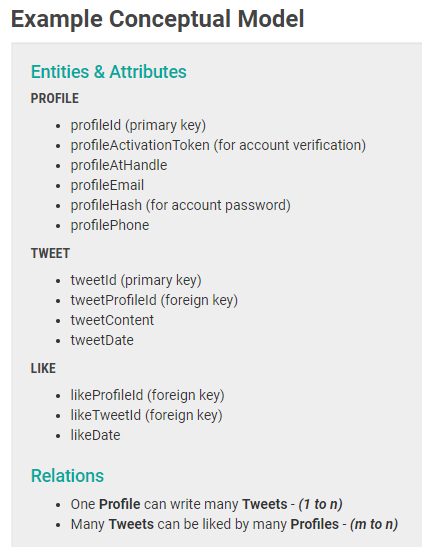 Example Conceptual Model
Entities & Attributes
PROFILE
• profileId (primary key)
• profileActivationToken (for account verification)
• profileAtHandle
• profileEmail
• profileHash (for account password)
• profilePhone
TWEET
• tweetId (primary key)
• tweetProfileId (foreign key)
• tweetContent
• tweetDate
LIKE
• likeProfileId (foreign key)
• likeTweetId (foreign key)
• likeDate
Relations
• One Profile can write many Tweets - (1 to n)
• Many Tweets can be liked by many Profiles - (m to n)